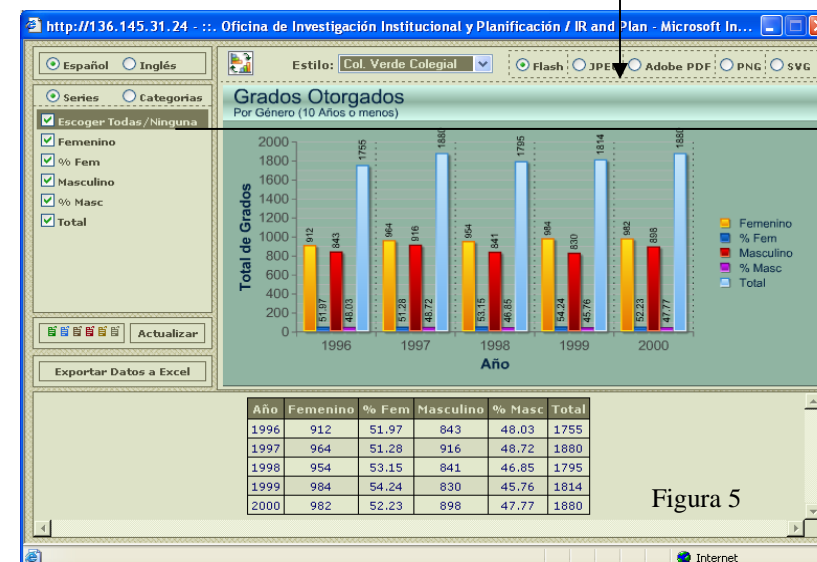 http://136.145.31.24 - ::. Oficina de Investigación Institucional y Planificación / IR and Plan - Microsoft In...
Español Inglés
Estilo: Col. Verde Colegial
Flash JPEG Adobe PDF PNG SVG
Series Categorias
Escoger Todas/Ninguna
Femenino
% Fem
Masculino
% Masc
Total
Actualizar
Exportar Datos a Excel
Grados Otorgados
Por Género (10 Años o menos)
Total de Grados
2000
1800
1600
1400
1200
1000
800
600
400
200
0
912 51.97 843 48.03 1755
964 51.28 916 48.72 1880
954 53.15 841 46.85 1795
984 54.24 830 45.76 1814
982 52.23 898 47.77 1880
1996 1997 1998 1999 2000
Año
Femenino
% Fem
Masculino
% Masc
Total
Año Femenino % Fem Masculino % Masc Total
1996 912 51.97 843 48.03 1755
1997 964 51.28 916 48.72 1880
1998 954 53.15 841 46.85 1795
1999 984 54.24 830 45.76 1814
2000 982 52.23 898 47.77 1880
Figura 5
Internet